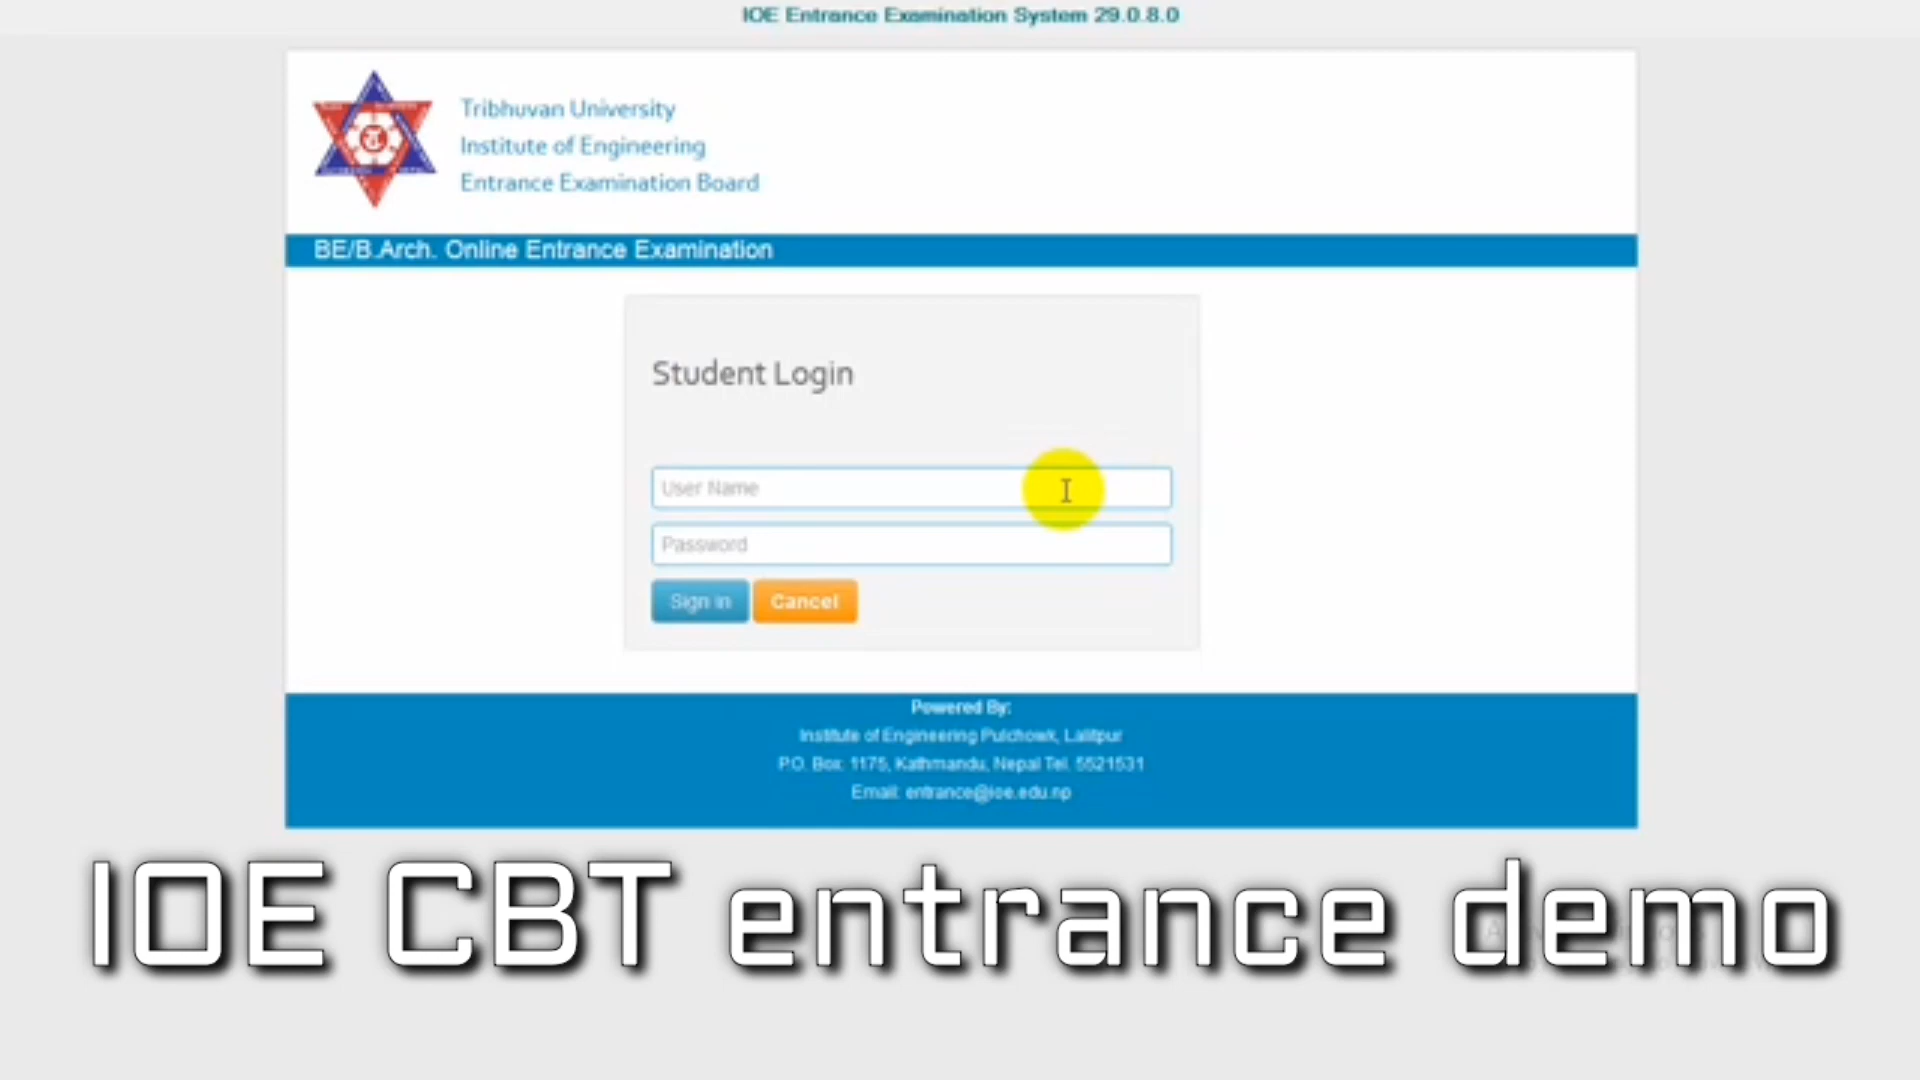 IOE Entrance Examination System 29.0.8.0
Tribhuvan University
Institute of Engineering
Entrance Examination Board
BE/B.Arch. Online Entrance Examination
Student Login
User Name
Password
Sign in Cancel
Powered By:
Institute of Engineering Pulchowk, Lalitpur
P.O. Box: 1175, Kathmandu, Nepal Tel. 5521531
Email: entrance@ioe.edu.np
IOE CBT entrance demo